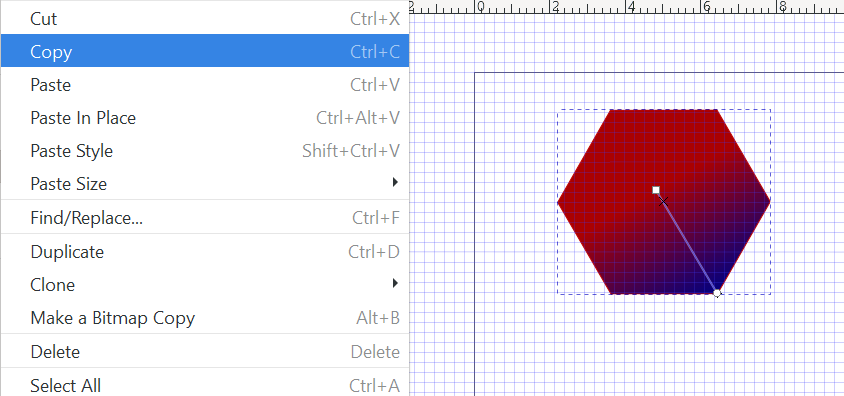 Cut Ctrl+X
Copy Ctrl+C
Paste Ctrl+V
Paste In Place Ctrl+Alt+V
Paste Style Shift+Ctrl+V
Paste Size
Find/Replace... Ctrl+F
Duplicate Ctrl+D
Clone
Make a Bitmap Copy Alt+B
Delete Delete
Select All Ctrl+A
2 0 2 4 6 8